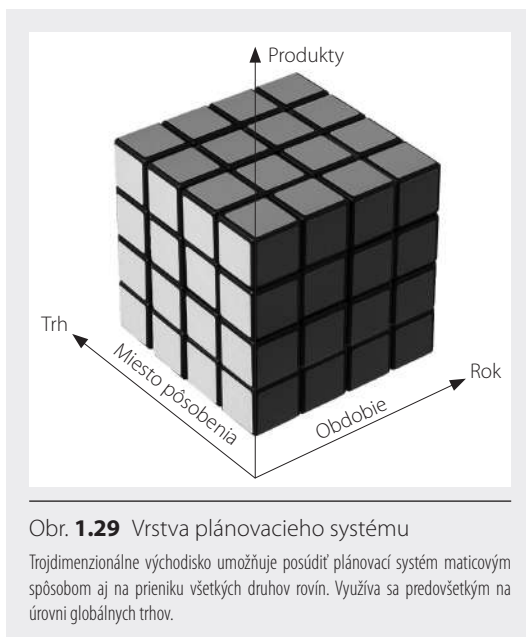 Produkty
Trh
Miesto pôsobenia
Obdobie
Rok
Obr. 1.29 Vrstva plánovacieho systému
Trojdimenzionálne východisko umožňuje posúdiť plánovací systém maticovým
spôsobom aj na prieniku všetkých druhov rovín. Využíva sa predovšetkým na
úrovni globálnych trhov.